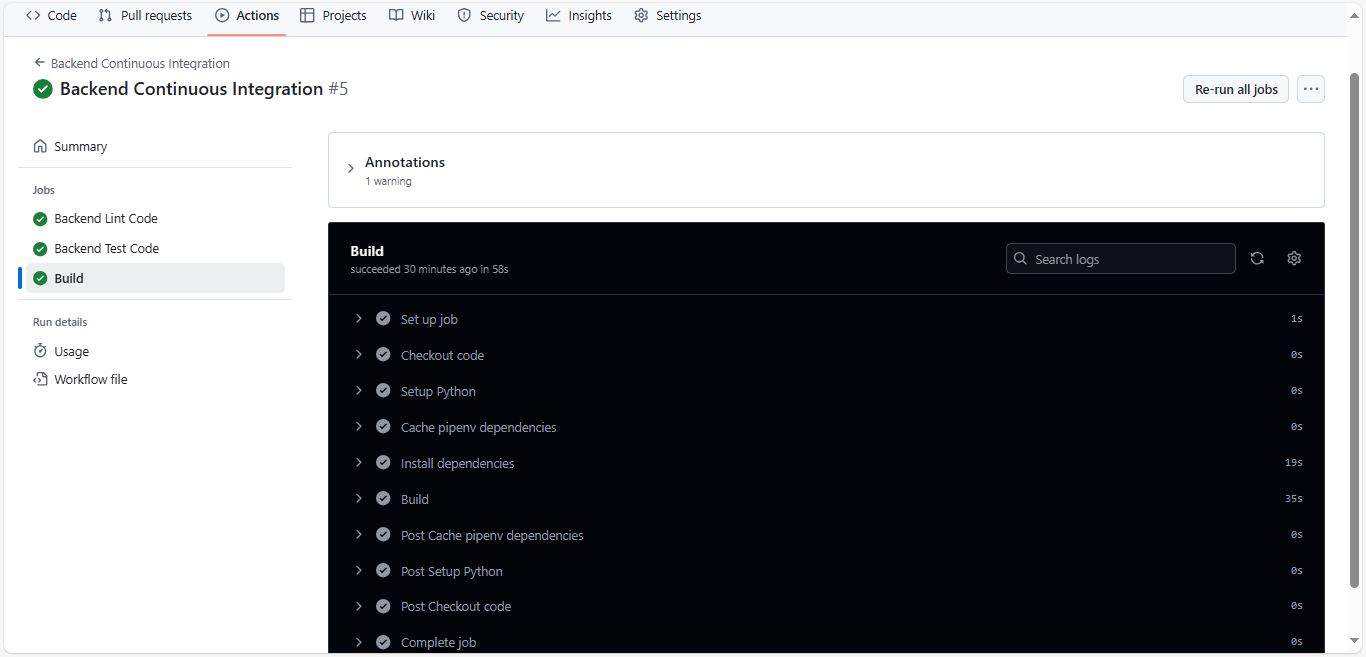 Code Pull requests Actions Projects Wiki Security Insights Settings
Backend Continuous Integration
Backend Continuous Integration #5
Re-run all jobs
Summary
Jobs
Backend Lint Code
Backend Test Code
Build
Run details
Usage
Workflow file
Annotations
1 warning
Build
succeeded 30 minutes ago in 58s
Search logs
Set up job 1s
Checkout code 0s
Setup Python 0s
Cache pipenv dependencies 0s
Install dependencies 19s
Build 35s
Post Cache pipenv dependencies 0s
Post Setup Python 0s
Post Checkout code 0s
Complete job 0s